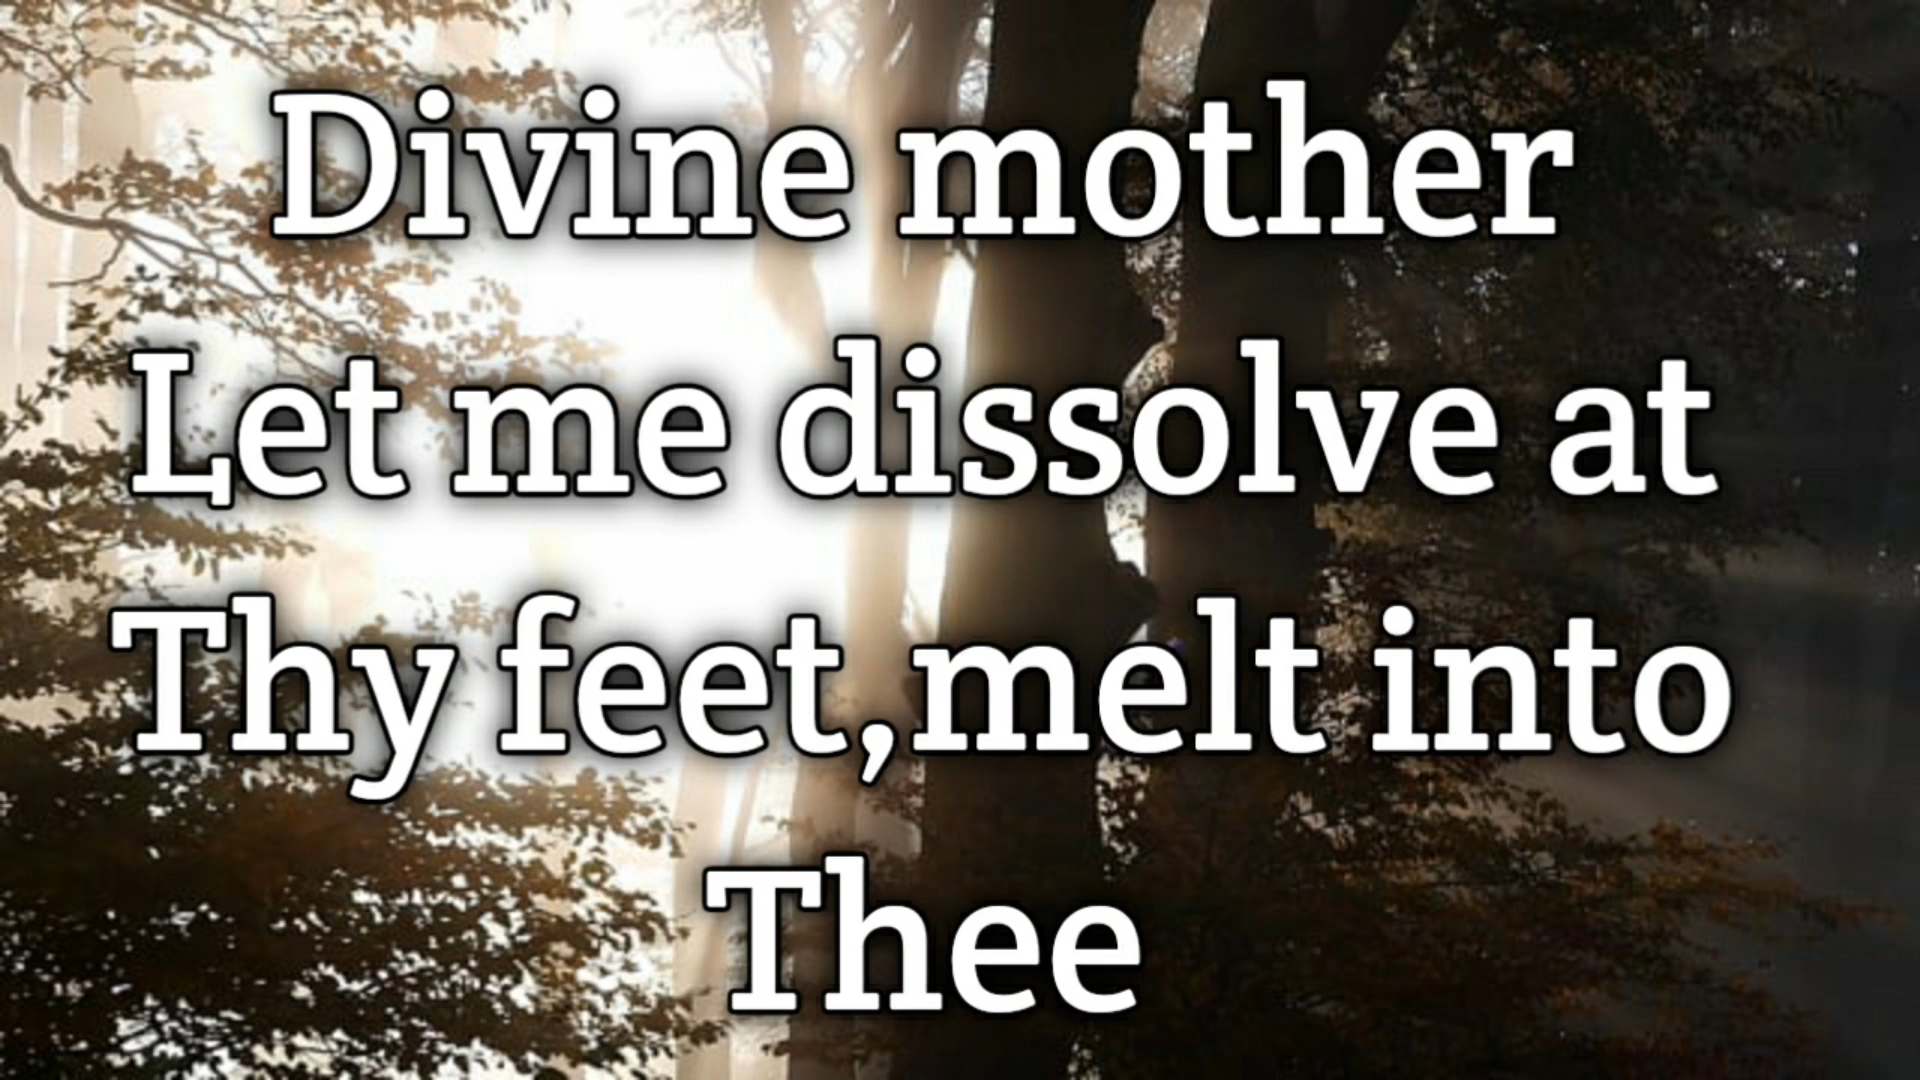 Divine mother
Let me dissolve at
Thy feet,melt into
Thee